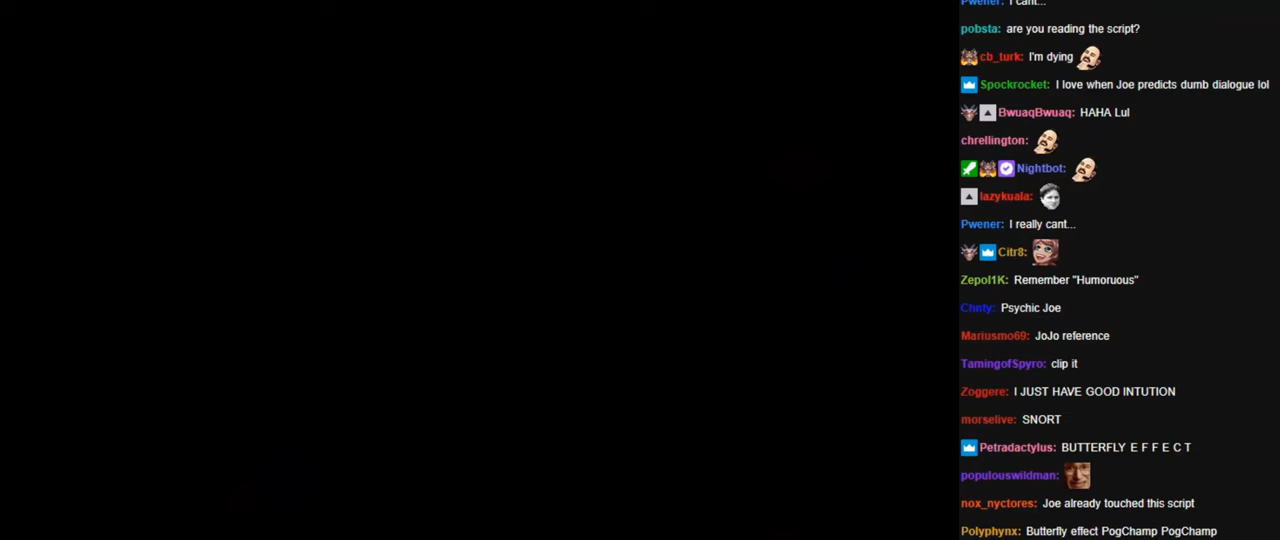 Pwener: I cant...
pobsta: are you reading the script?
cb_turk: I'm dying
Spockrocket: I love when Joe predicts dumb dialogue lol
BwuaqBwuaq: HAHA Lul
chrellington:
Nightbot:
lazykuala:
Pwener: I really cant...
Citr8:
Zepol1K: Remember "Humoruous"
Chnty: Psychic Joe
Mariusmo69: JoJo reference
TamingofSpyro: clip it
Zoggere: I JUST HAVE GOOD INTUTION
morselive: SNORT
Petradactylus: BUTTERFLY E F F E C T
populouswildman:
nox_nyctores: Joe already touched this script
Polyphynx: Butterfly effect PogChamp PogChamp